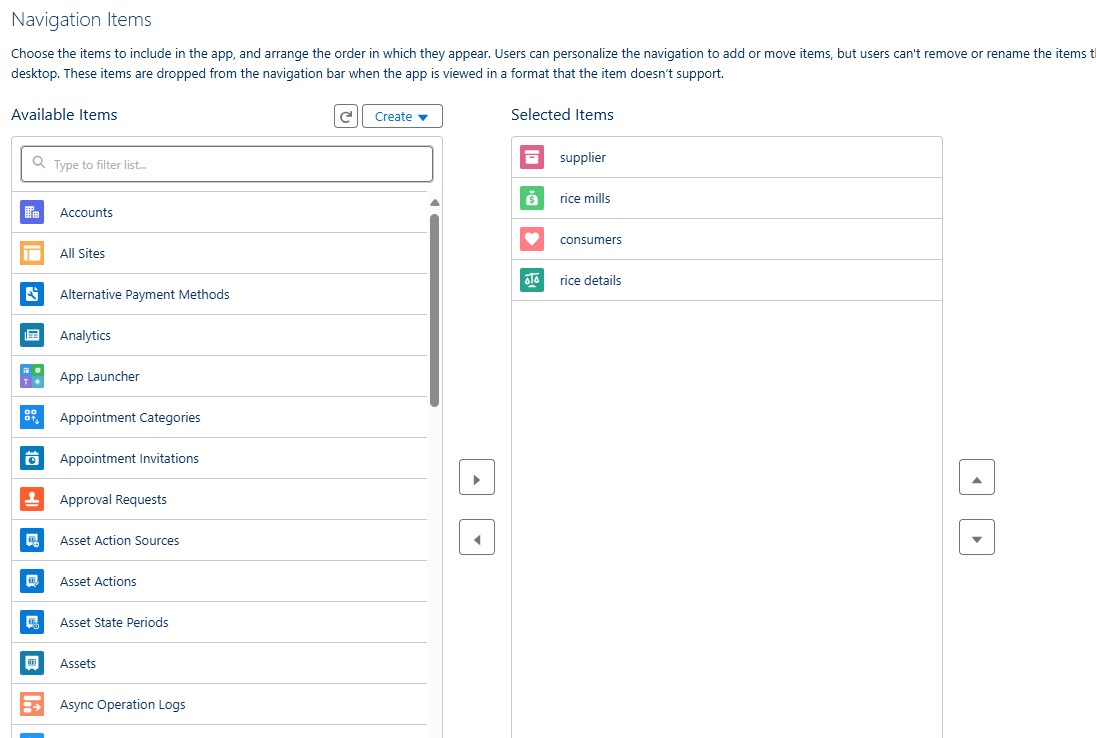 Navigation Items
Choose the items to include in the app, and arrange the order in which they appear. Users can personalize the navigation to add or move items, but users can't remove or rename the items
desktop. These items are dropped from the navigation bar when the app is viewed in a format that the item doesn't support.
Available Items
Create
Type to filter list...
Accounts
All Sites
Alternative Payment Methods
Analytics
App Launcher
Appointment Categories
Appointment Invitations
Approval Requests
Asset Action Sources
Asset Actions
Asset State Periods
Assets
Async Operation Logs
Selected Items
supplier
rice mills
consumers
rice details